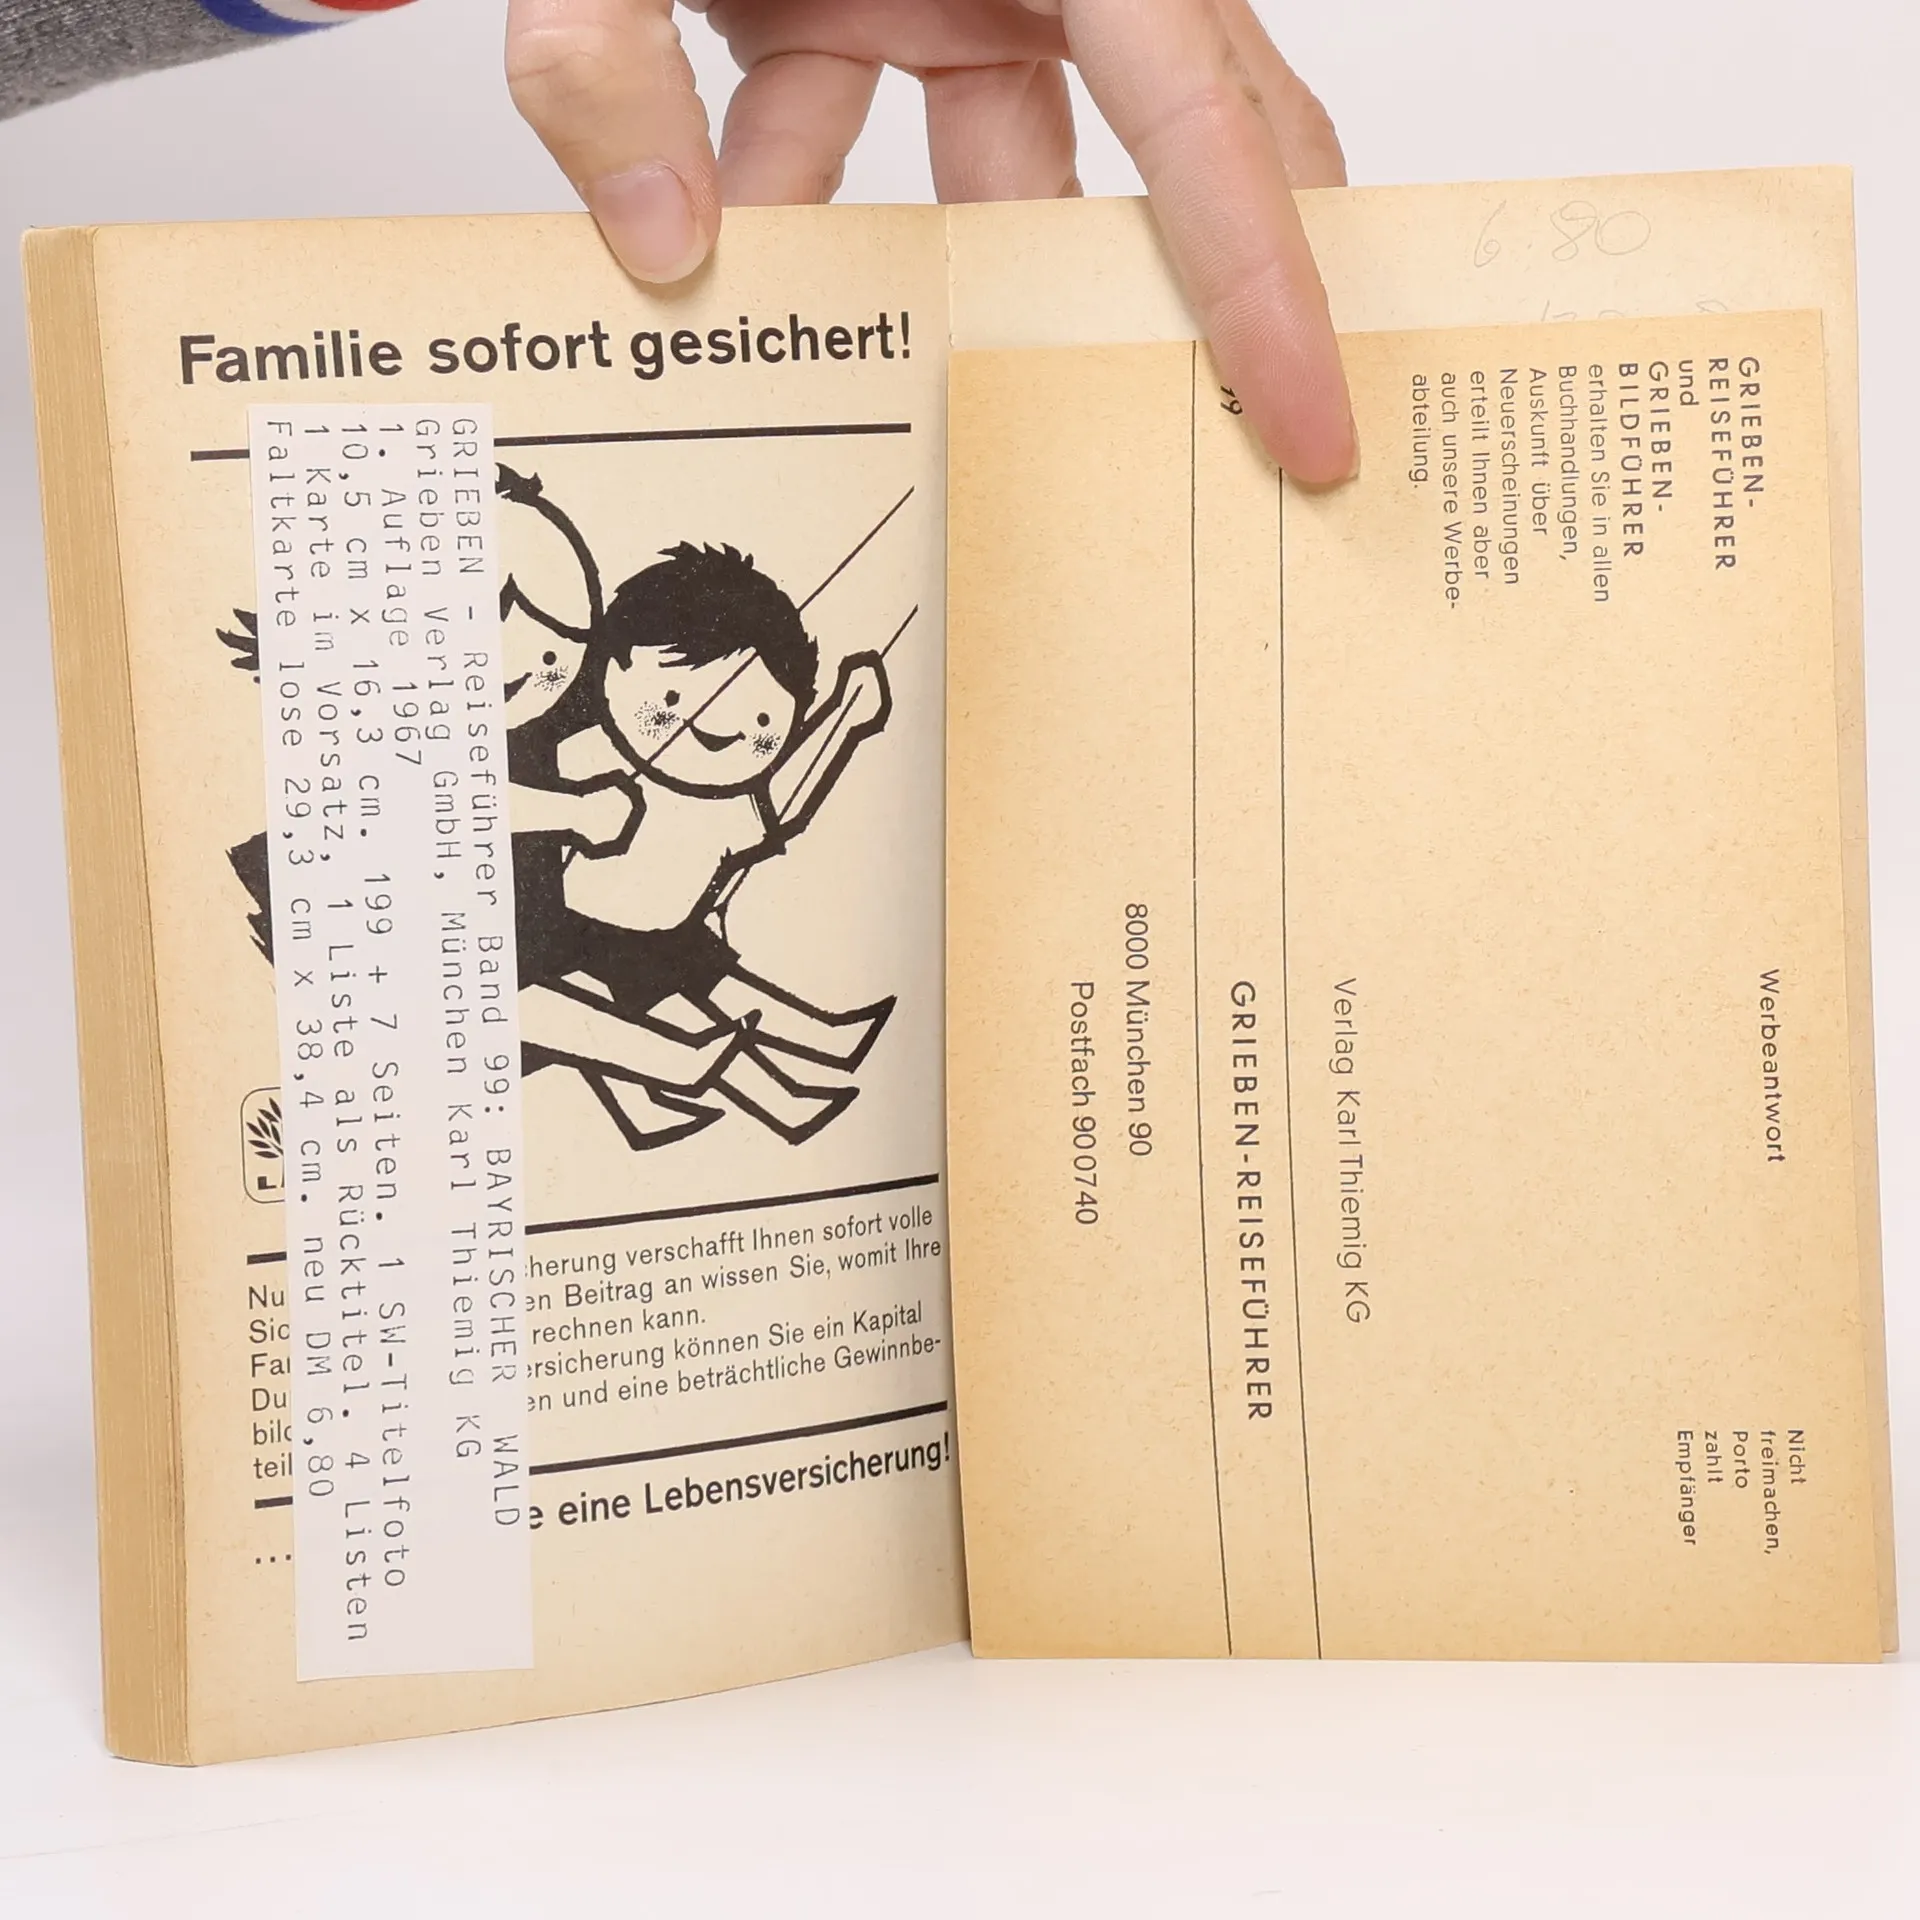 Familie sofort gesichert!
GRIEBEN - Reiseführer Band 99: BAYRISCHER WALD
Grieben Verlag GmbH, München Karl Thiemig KG
1. Auflage 1967
10,5 cm x 16,3 cm. 199 + 7 Seiten. 1 SW-Titelfoto
1 Karte im Vorsatz, 1 Liste als Rücktitel. 4 Listen
Faltkarte lose 29,3 cm x 38,4 cm. neu DM 6,80
verschafft Ihnen sofort volle
Beitrag an wissen Sie, womit Ihre
rechnen kann.
können Sie ein Kapital
und eine beträchtliche Gewinnbe-
eine Lebensversicherung!
...
6.80
GRIEBEN-
REISEFÜHRER
und
GRIEBEN-
BILDFÜHRER
erhalten Sie in allen
Buchhandlungen,
Auskunft über
Neuerscheinungen
erteilt Ihnen aber
auch unsere Werbe-
abteilung.
Werbeantwort
Nicht
freimachen,
Porto
zahlt
Empfänger
Verlag Karl Thiemig KG
GRIEBEN-REISEFÜHRER
8000 München 90
Postfach 900740